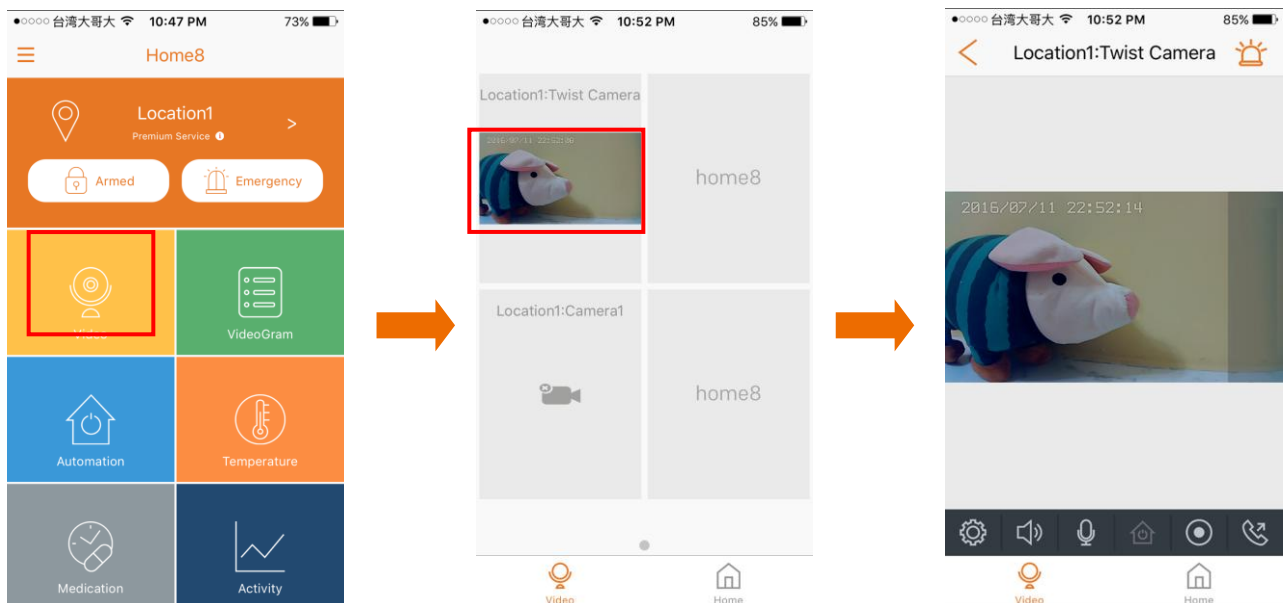 台湾大哥大 10:47 PM 73%
Home8
Location1
Premium Service
>
Armed
Emergency
Video
VideoGram
Automation
Temperature
Medication
Activity
台湾大哥大 10:52 PM 85%
Location1:Twist Camera
2016/07/11 22:52:06
home8
Location1:Camera1
home8
Video
Home
台湾大哥大 10:52 PM 85%
Location1:Twist Camera
2016/07/11 22:52:14
Video
Home